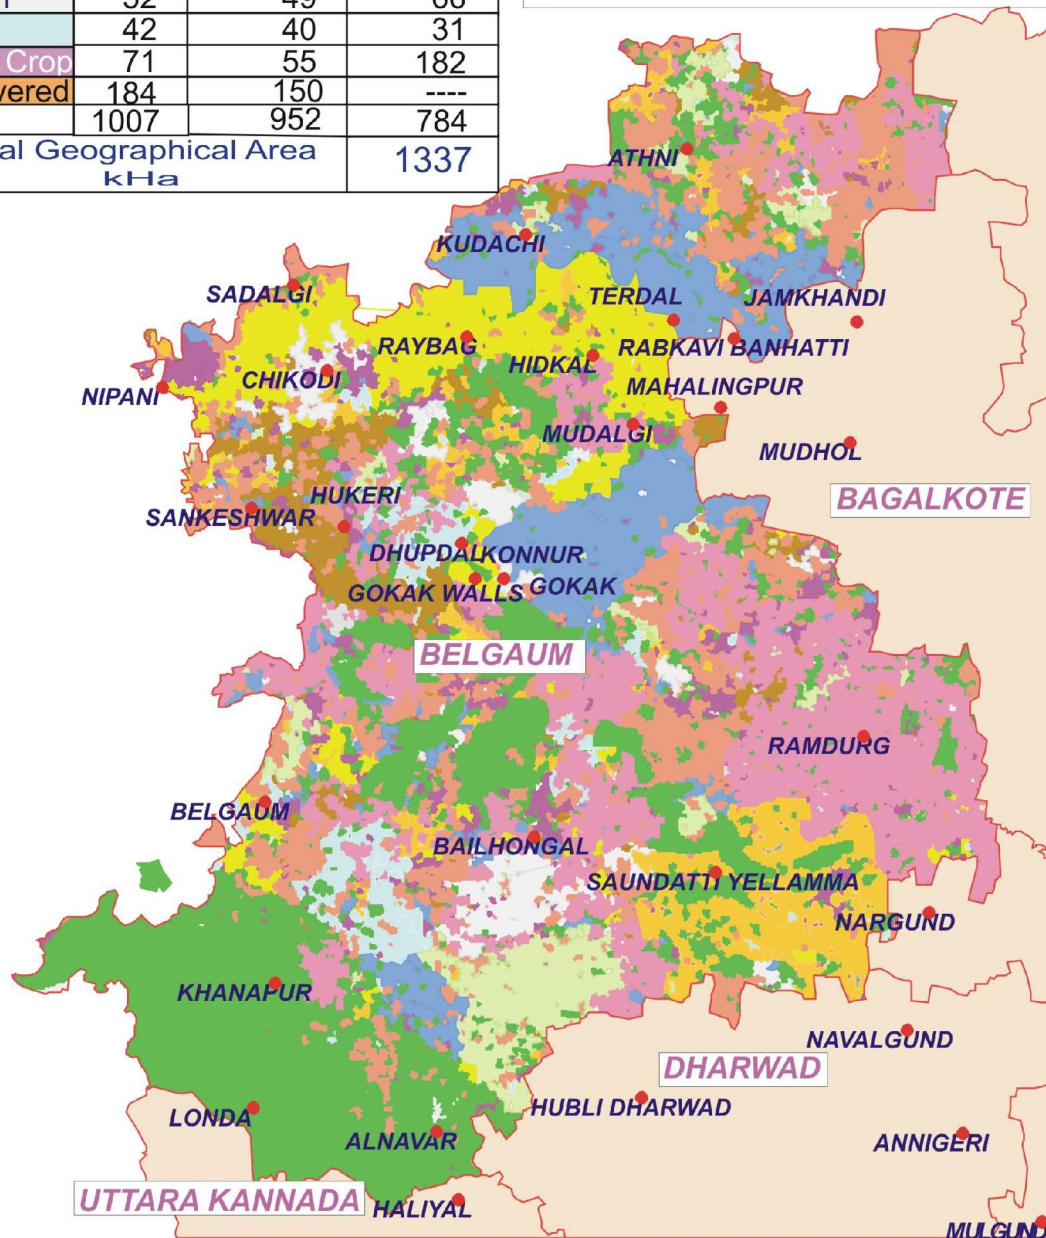 52 49 66
42 40 31
Crop 71 55 182
vered 184 150 ----
1007 952 784
al Geographical Area 1337
kHa
ATHNI
KUDACHI
SADALGI
TERDAL
JAMKHANDI
RAYBAG
RABKAVI BANHATTI
HIDKAL
CHIKODI
MAHALINGPUR
NIPANI
MUDALGI
MUDHOL
HUKERI
BAGALKOTE
SANKESHWAR
DHUPDAL
KONNUR
GOKAK WALLS
GOKAK
BELGAUM
RAMDURG
BELGAUM
BAILHONGAL
SAUNDATTI YELLAMMA
NARGUND
KHANAPUR
NAVALGUND
DHARWAD
HUBLI DHARWAD
LONDA
ALNAVAR
ANNIGERI
UTTARA KANNADA
HALIYAL
MULGUND